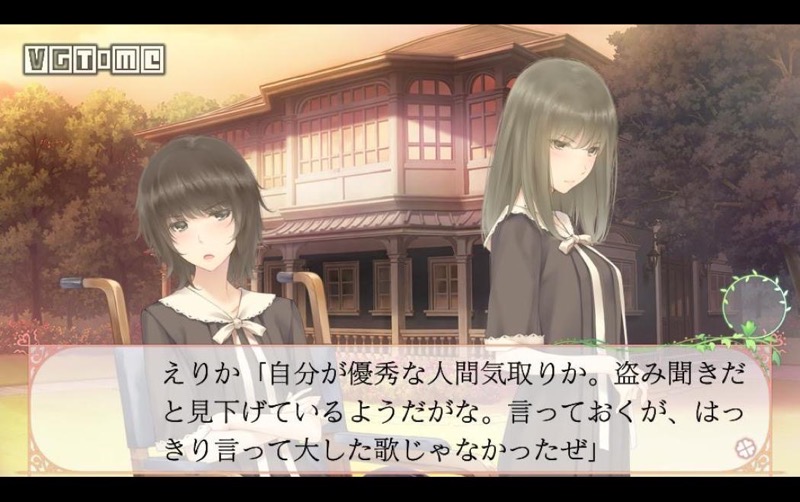 VGTIME
えりか「自分が優秀な人間気取りか。盗み聞きだ
と見下げているようだがな。言っておくが、はっ
きり言って大した歌じゃなかったぜ」